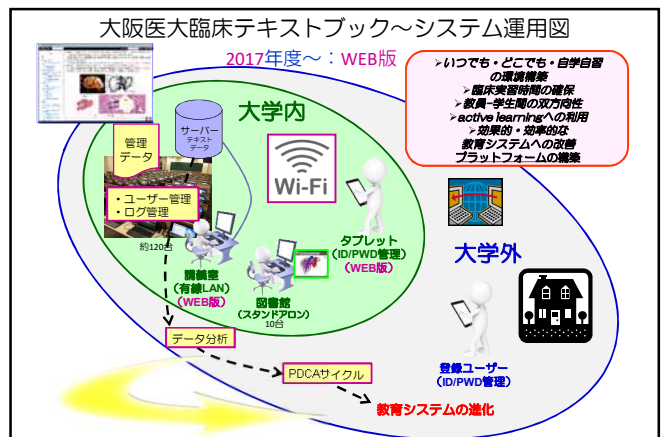 大阪医大臨床テキストブック～システム運用図
2017年度～：WEB版
➢いつでも・どこでも・自学自習
の環境構築
➢臨床実習時間の確保
➢教員-学生間の双方向性
➢active learningへの利用
➢効果的・効率的な
教育システムへの改善
プラットフォームの構築
大学内
サーバー
テキスト
データ
管理
データ
・ユーザー管理
・ログ管理
約120台
Wi-Fi
タブレット
(ID/PWD管理)
(WEB版)
講義室
(有線LAN)
(WEB版)
図書館
(スタンドアロン)
10台
大学外
登録ユーザー
(ID/PWD管理)
データ分析
PDCAサイクル
教育システムの進化